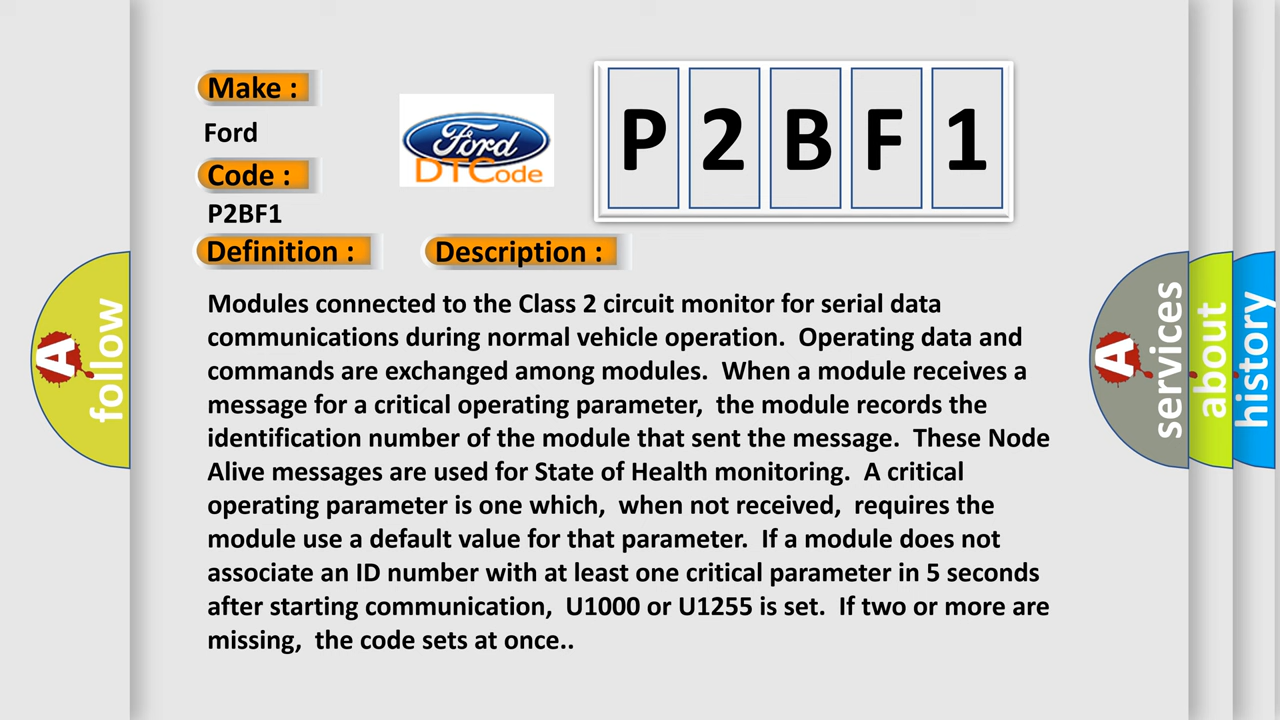 Make :
Ford
Code :
P2BF1
Ford
DTCode
P2BF1
Definition :
Description :
Modules connected to the Class 2 circuit monitor for serial data
communications during normal vehicle operation. Operating data and
commands are exchanged among modules. When a module receives a
message for a critical operating parameter, the module records the
identification number of the module that sent the message. These Node
Alive messages are used for State of Health monitoring. A critical
operating parameter is one which, when not received, requires the
module use a default value for that parameter. If a module does not
associate an ID number with at least one critical parameter in 5 seconds
after starting communication, U1000 or U1255 is set. If two or more are
missing, the code sets at once..
A
follow
A
services
about
history